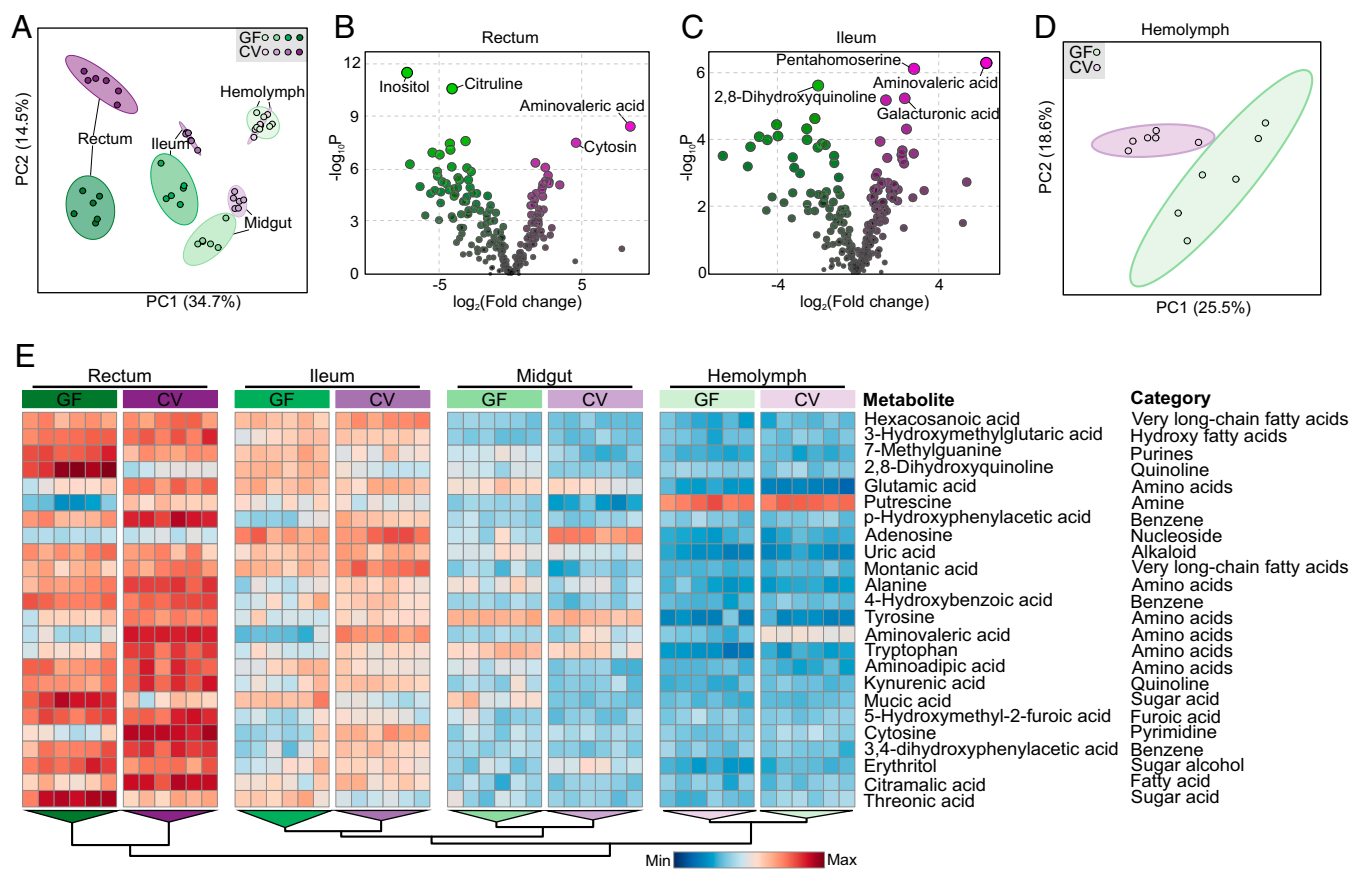 A
GF
CV
Hemolymph
Rectum
Ileum
Midgut
PC2 (14.5%)
PC1 (34.7%)
B
Rectum
12
9
6
3
0
-log10P
Inositol
Citruline
Aminovaleric acid
Cytosin
-5
5
log2(Fold change)
C
Ileum
6
4
2
0
-log10P
Pentahomoserine
Aminovaleric acid
2,8-Dihydroxyquinoline
Galacturonic acid
-4
4
log2(Fold change)
D
Hemolymph
GF
CV
PC2 (18.6%)
PC1 (25.5%)
E
Rectum Ileum Midgut Hemolymph
GF CV GF CV GF CV GF CV Metabolite Category
Hexacosanoic acid Very long-chain fatty acids
3-Hydroxymethylglutaric acid Hydroxy fatty acids
7-Methylguanine Purines
2,8-Dihydroxyquinoline Quinoline
Glutamic acid Amino acids
Putrescine Amine
p-Hydroxyphenylacetic acid Benzene
Adenosine Nucleoside
Uric acid Alkaloid
Montanic acid Very long-chain fatty acids
Alanine Amino acids
4-Hydroxybenzoic acid Benzene
Tyrosine Amino acids
Aminovaleric acid Amino acids
Tryptophan Amino acids
Aminoadipic acid Amino acids
Kynurenic acid Quinoline
Mucic acid Sugar acid
5-Hydroxymethyl-2-furoic acid Furoic acid
Cytosine Pyrimidine
3,4-dihydroxyphenylacetic acid Benzene
Erythritol Sugar alcohol
Citramalic acid Fatty acid
Threonic acid Sugar acid
Min Max